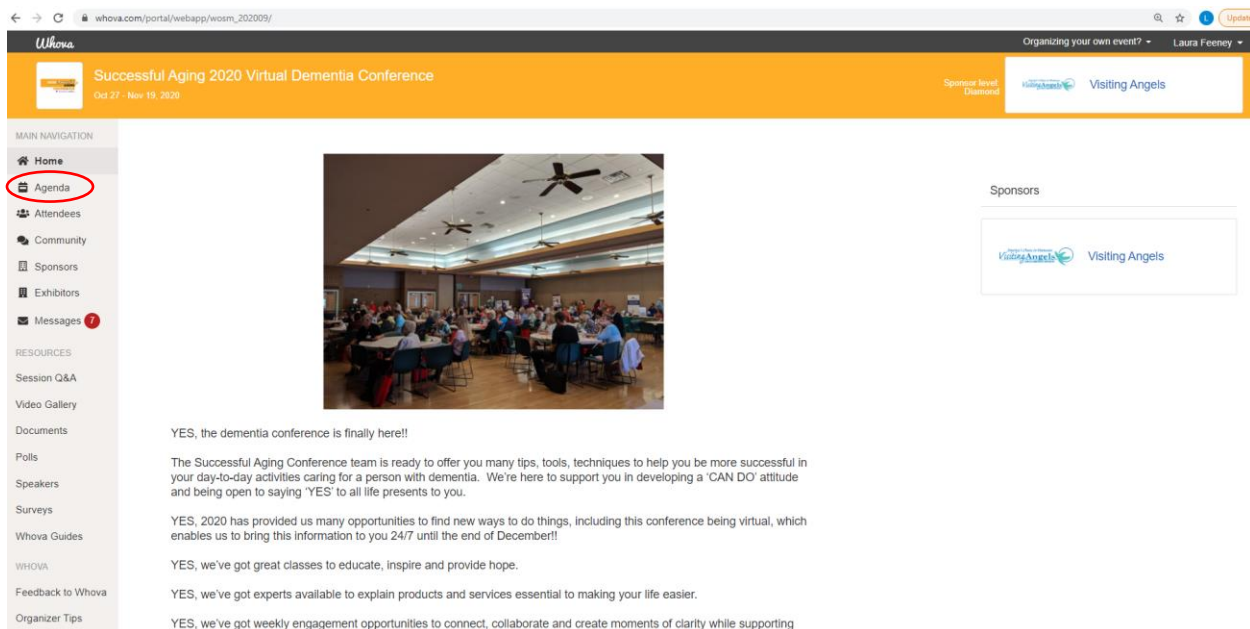 whova.com/portal/webapp/wosm_202009/
L
Whova
Organizing your own event?
Laura Feeney
Successful Aging 2020 Virtual Dementia Conference
Oct 27 - Nov 19, 2020
Sponsor level:
Diamond
Visiting Angels
Visiting Angels
MAIN NAVIGATION
Home
Agenda
Attendees
Community
Sponsors
Exhibitors
Messages 7
RESOURCES
Session Q&A
Video Gallery
Documents
Polls
Speakers
Surveys
Whova Guides
WHOVA
Feedback to Whova
Organizer Tips
YES, the dementia conference is finally here!!
The Successful Aging Conference team is ready to offer you many tips, tools, techniques to help you be more successful in
your day-to-day activities caring for a person with dementia. We're here to support you in developing a 'CAN DO' attitude
and being open to saying 'YES' to all life presents to you.
YES, 2020 has provided us many opportunities to find new ways to do things, including this conference being virtual, which
enables us to bring this information to you 24/7 until the end of December!!
YES, we've got great classes to educate, inspire and provide hope.
YES, we've got experts available to explain products and services essential to making your life easier.
YES, we've got weekly engagement opportunities to connect, collaborate and create moments of clarity while supporting
Sponsors
Visiting Angels
Visiting Angels